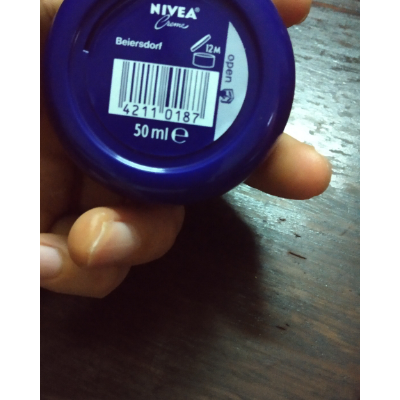 NIVEA®
Creme
Beiersdorf
12M
open
4211 0187
50 ml ℮